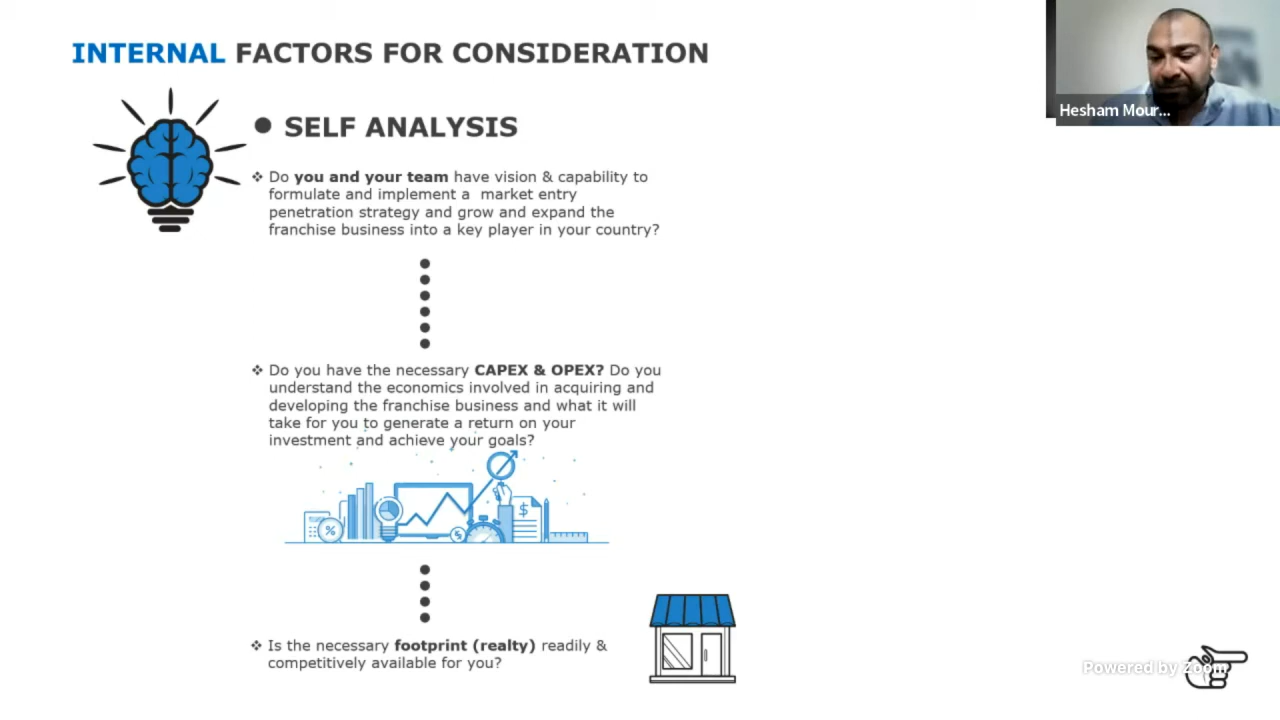 INTERNAL FACTORS FOR CONSIDERATION
Hesham Mour...
● SELF ANALYSIS
❖ Do you and your team have vision & capability to
formulate and implement a market entry
penetration strategy and grow and expand the
franchise business into a key player in your country?
❖ Do you have the necessary CAPEX & OPEX? Do you
understand the economics involved in acquiring and
developing the franchise business and what it will
take for you to generate a return on your
investment and achieve your goals?
%
$
$
❖ Is the necessary footprint (realty) readily &
competitively available for you?
Powered by Zoom